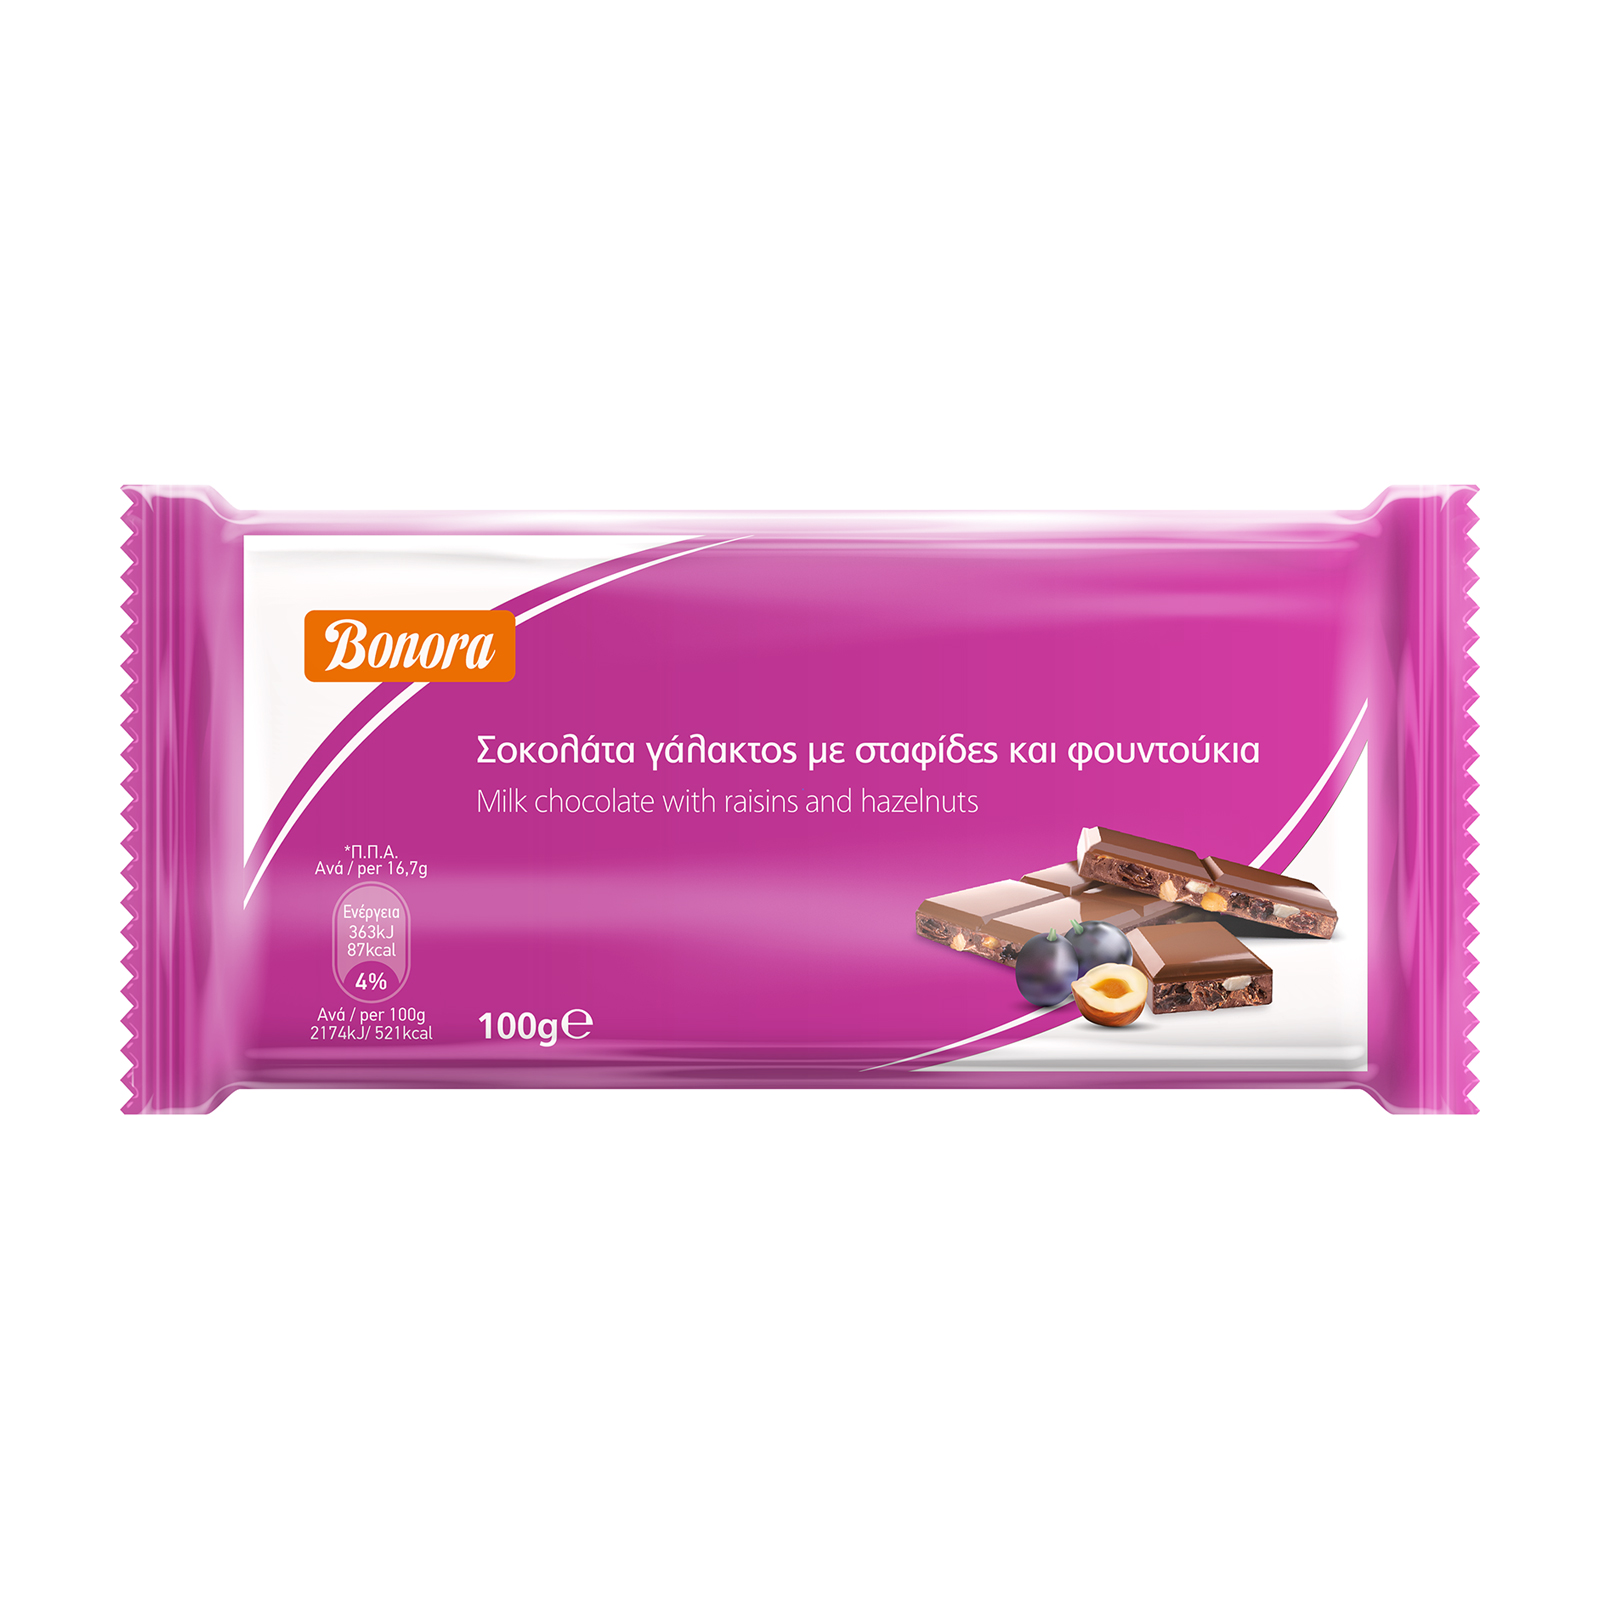 Bonora
Σοκολάτα γάλακτος με σταφίδες και φουντούκια
Milk chocolate with raisins and hazelnuts
*Π.Π.Α.
Ανά / per 16,7g
Ενέργεια
363kJ
87kcal
4%
Ανά / per 100g
2174kJ/ 521kcal
100g℮